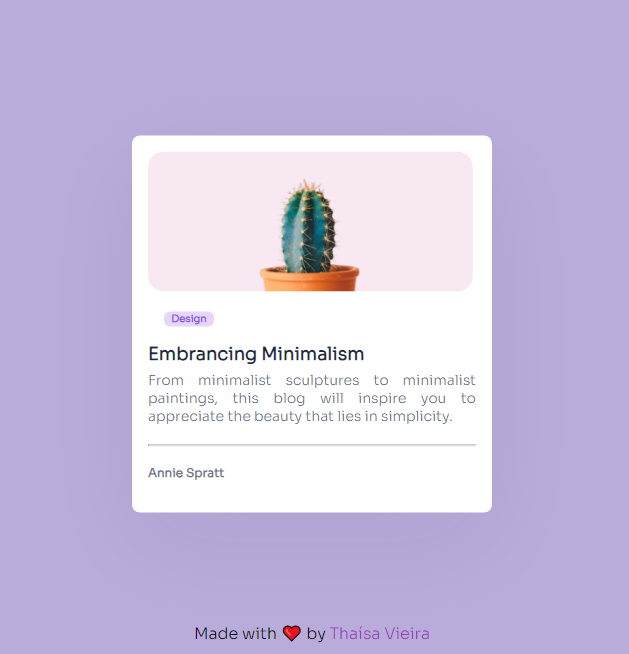 Design
Embrancing Minimalism
From minimalist sculptures to minimalist
paintings, this blog will inspire you to
appreciate the beauty that lies in simplicity.
Annie Spratt
Made with ❤️ by Thaísa Vieira